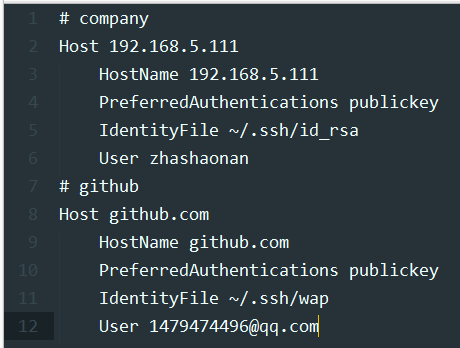 1 # company
2 Host 192.168.5.111
3 HostName 192.168.5.111
4 PreferredAuthentications publickey
5 IdentityFile ~/.ssh/id_rsa
6 User zhashaonan
7 # github
8 Host github.com
9 HostName github.com
10 PreferredAuthentications publickey
11 IdentityFile ~/.ssh/wap
12 User 1479474496@qq.com